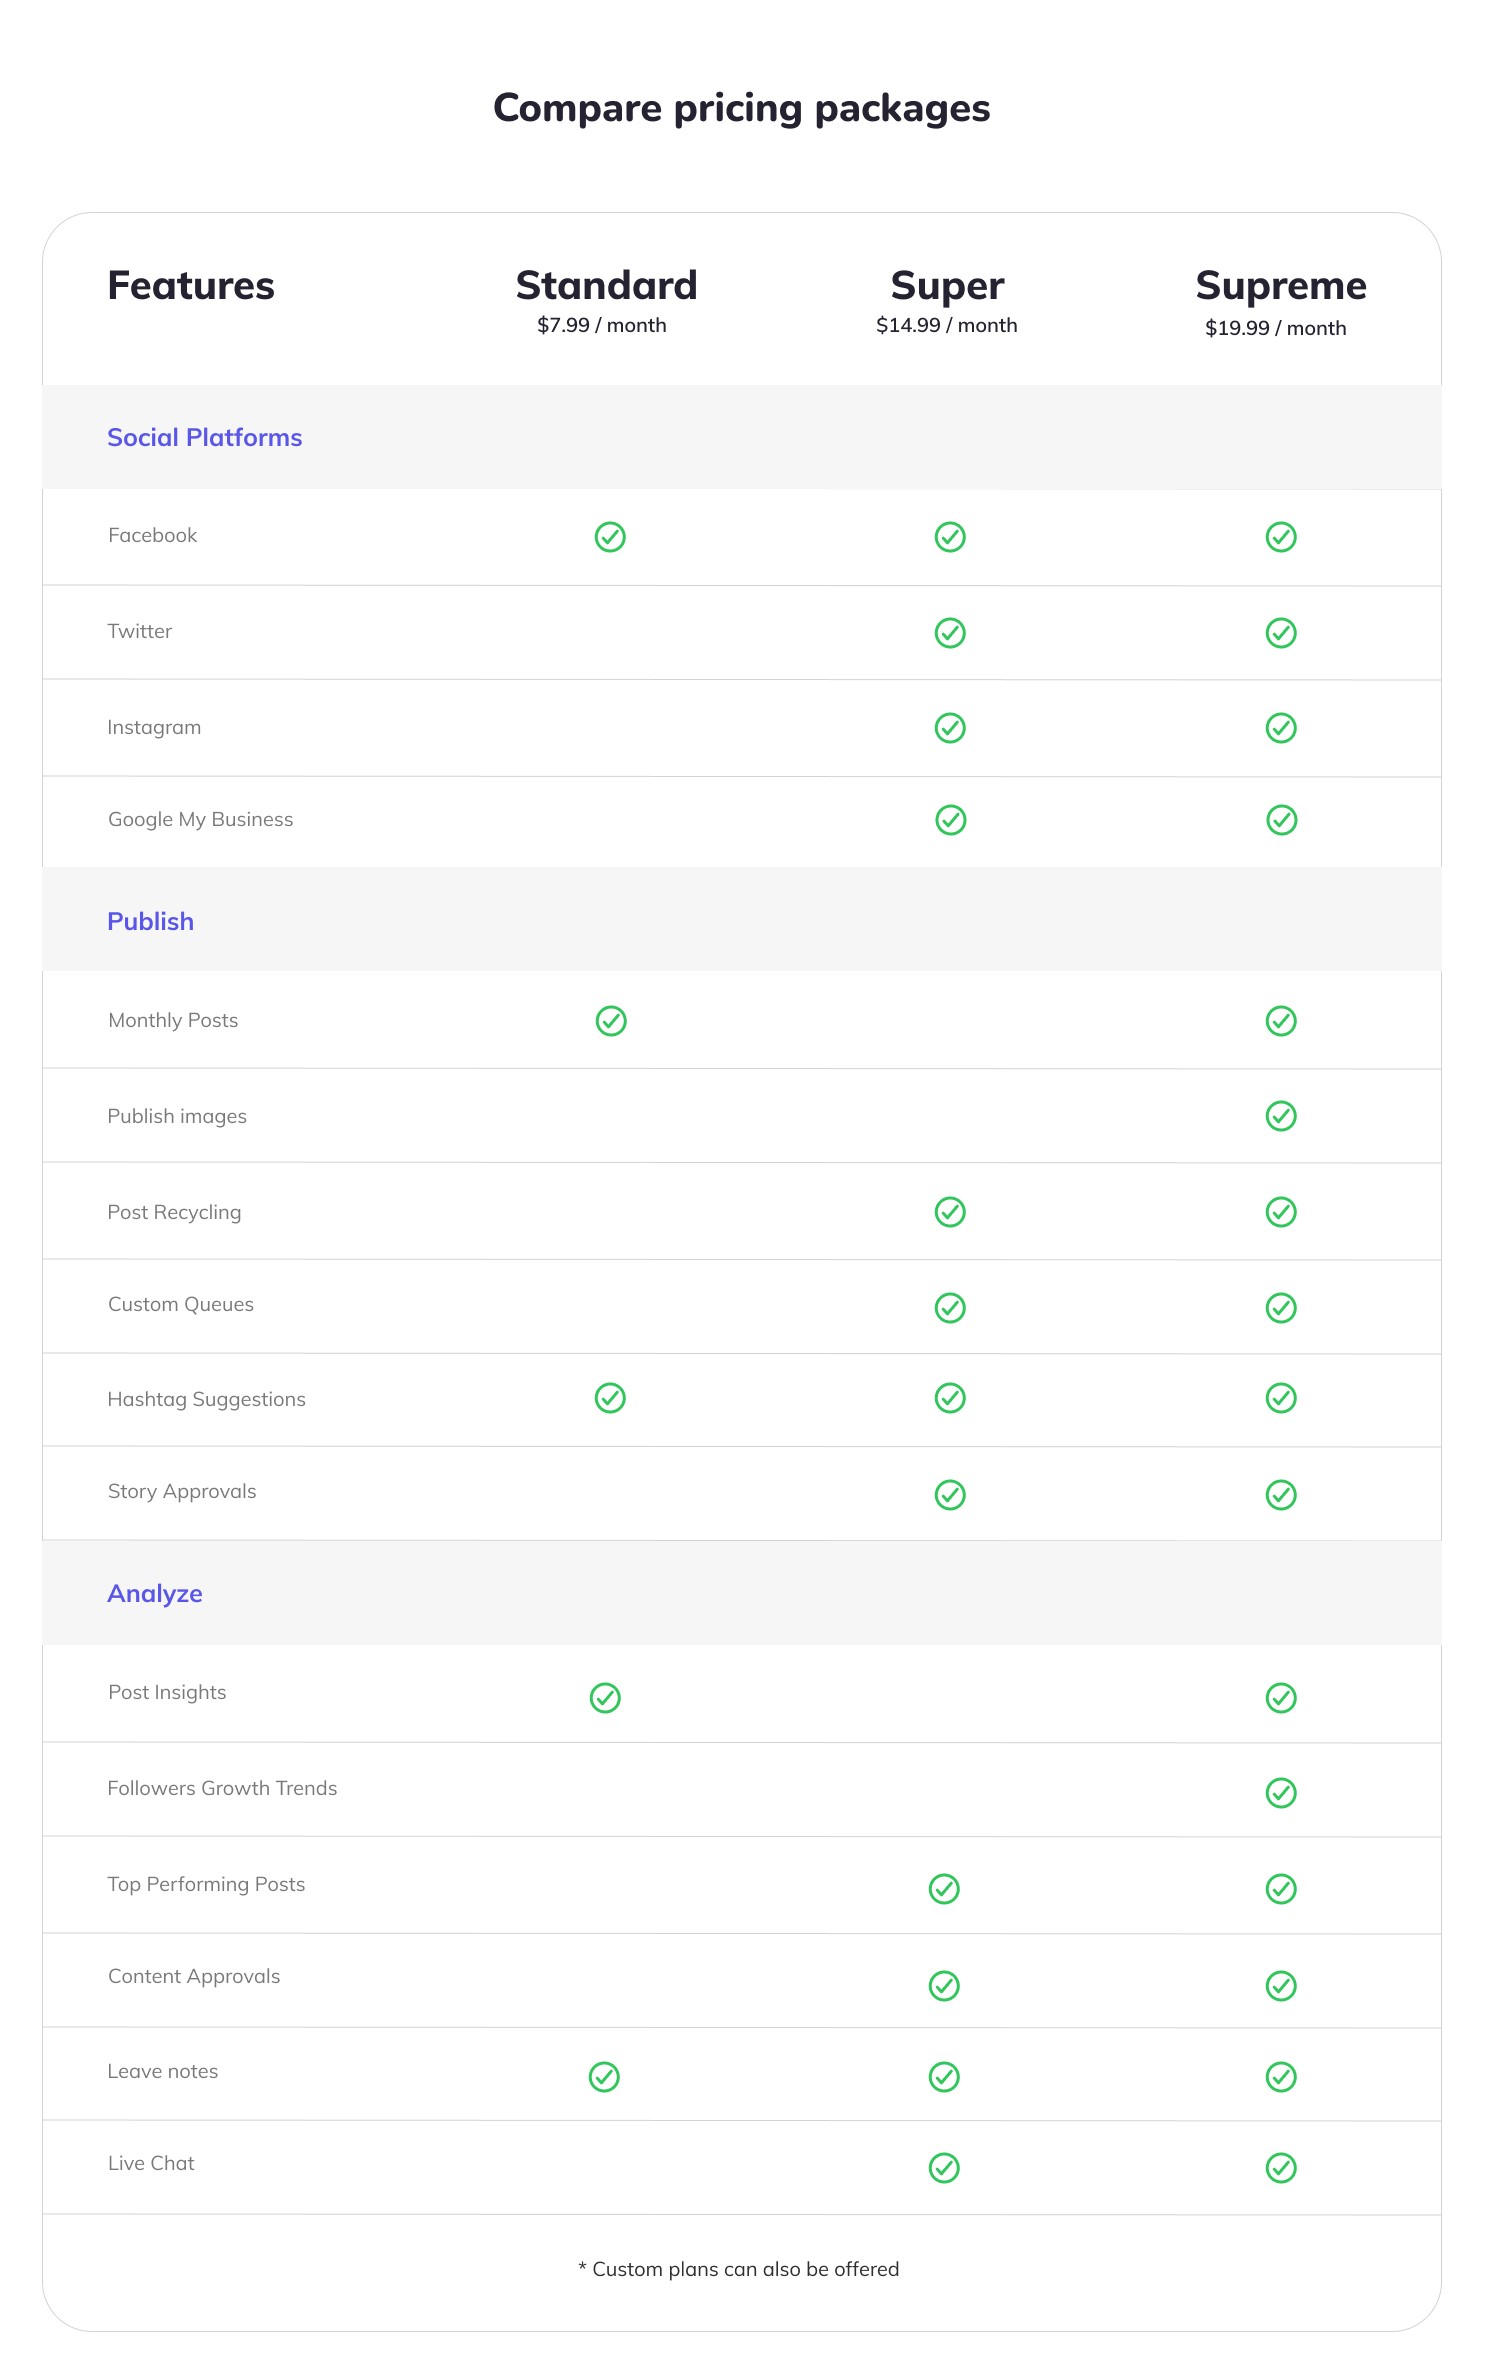 Compare pricing packages
Features
Standard
Super
Supreme
$7.99 / month
$14.99 / month
$19.99 / month
Social Platforms
Facebook
Twitter
Instagram
Google My Business
Publish
Monthly Posts
Publish images
Post Recycling
Custom Queues
Hashtag Suggestions
Story Approvals
Analyze
Post Insights
Followers Growth Trends
Top Performing Posts
Content Approvals
Leave notes
Live Chat
* Custom plans can also be offered